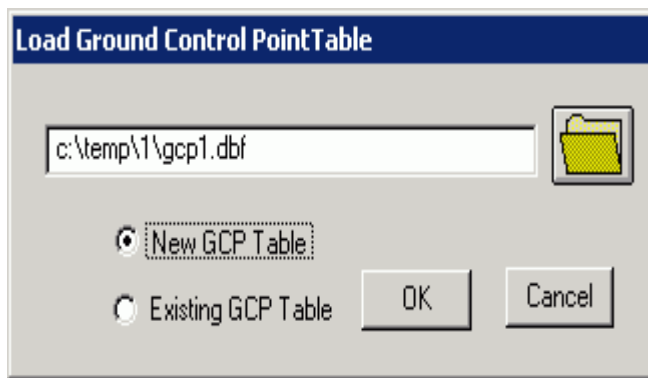 Load Ground Control PointTable
c:\temp\1\gcp1.dbf
New GCP Table
Existing GCP Table
OK
Cancel